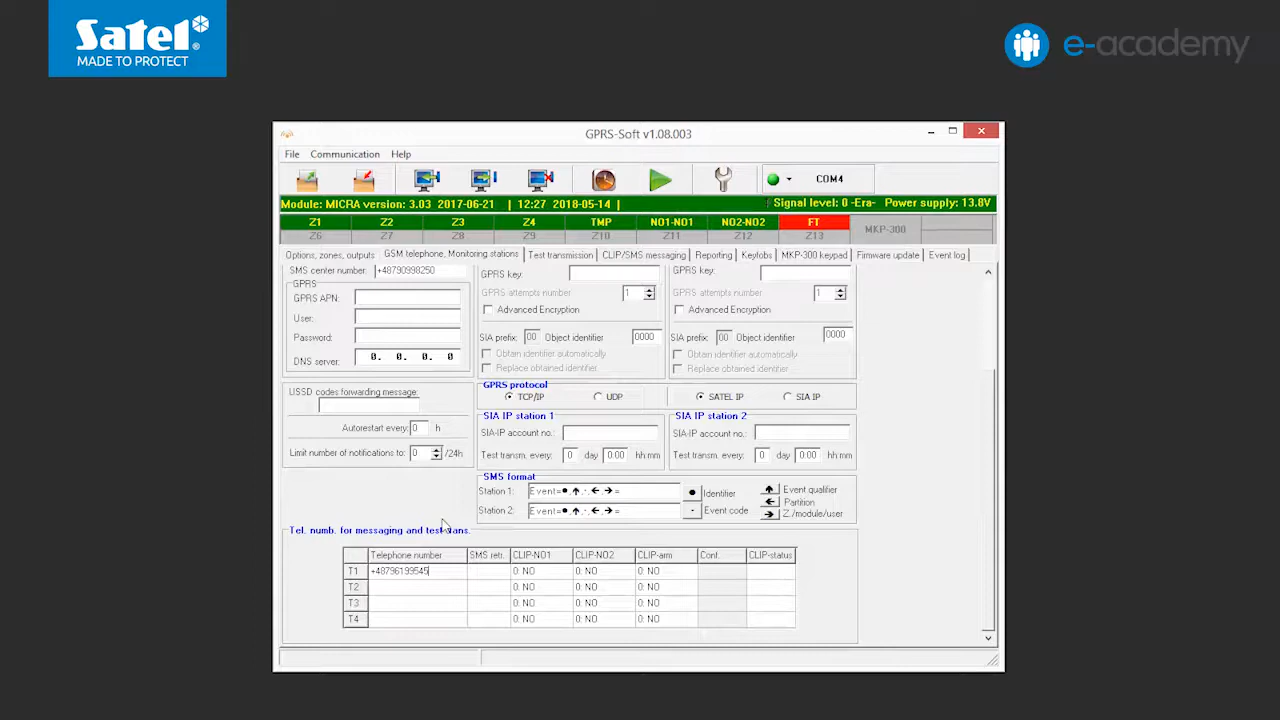 Satel®
MADE TO PROTECT
e-academy
GPRS-Soft v1.08.003
File Communication Help
COM4
Module: MICRA version: 3.03 2017-06-21 | 12:27 2018-05-14 | Signal level: 0 -Era- Power supply: 13.8V
Z1 Z2 Z3 Z4 TMP NO1-NO1 NO2-NO2 FT
Z6 Z7 Z8 Z9 Z10 Z11 Z12 Z13 MKP-300
Options, zones, outputs GSM telephone, Monitoring stations Test transmission CLIP/SMS messaging Reporting Keyfobs MKP-300 keypad Firmware update Event log
SMS center number: +48790998250 GPRS key: GPRS key:
GPRS
GPRS APN: GPRS attempts number 1 GPRS attempts number 1
User: Advanced Encryption Advanced Encryption
Password: SIA prefix: 00 Object identifier 0000 SIA prefix: 00 Object identifier 0000
DNS server: 0. 0. 0. 0 Obtain identifier automatically Obtain identifier automatically
Replace obtained identifier Replace obtained identifier
GPRS protocol
LISSD codes forwarding message: TCP/IP UDP SATEL IP SIA IP
SIA IP station 1 SIA IP station 2
Autorestart every: 0 h SIA-IP account no.: SIA-IP account no.:
Limit number of notifications to: 0 /24h Test transm. every: 0 day 0:00 hh:mm Test transm. every: 0 day 0:00 hh:mm
SMS format
Station 1: Event=●,↑,·,←,→= ● Identifier ↑ Event qualifier
← Partition
Station 2: Event=●,↑,·,←,→= · Event code → Z./module/user
Tel. numb. for messaging and test trans.
Telephone number SMS retr. CLIP-NO1 CLIP-NO2 CLIP-arm Conf. CLIP-status
T1 +48796199545 0: NO 0: NO 0: NO
T2 0: NO 0: NO 0: NO
T3 0: NO 0: NO 0: NO
T4 0: NO 0: NO 0: NO